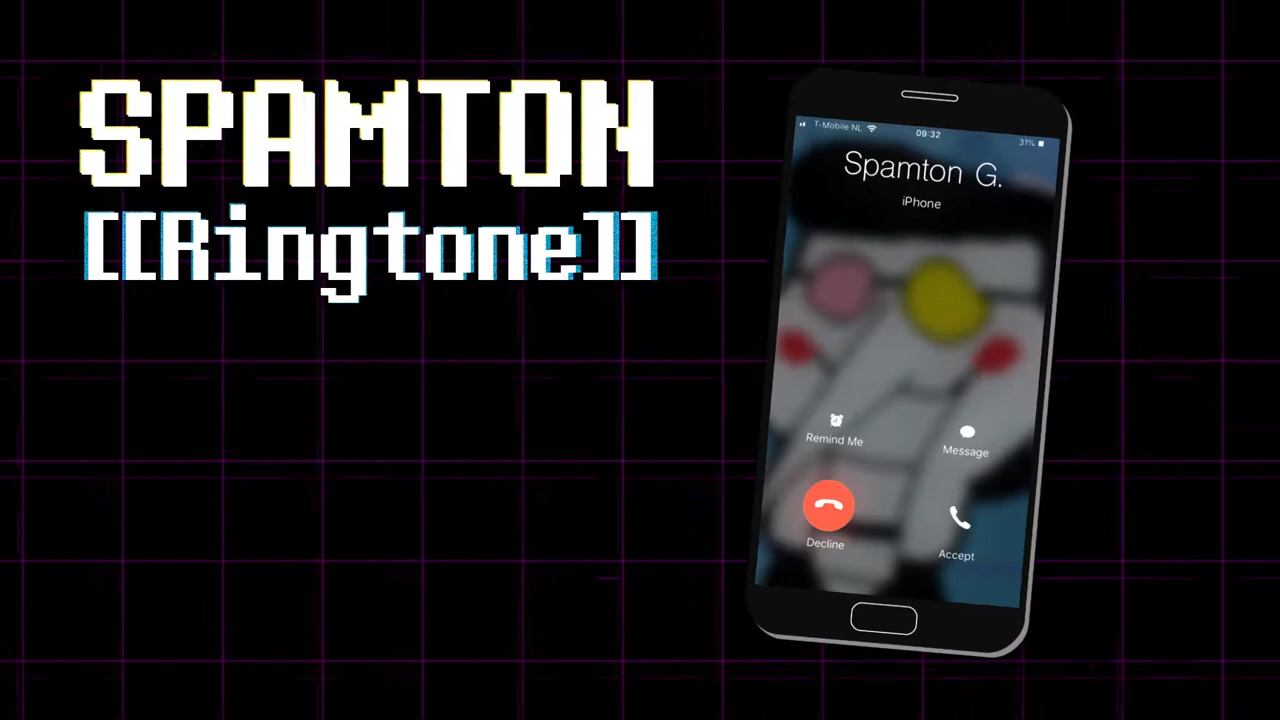 SPAMTON
[[Ringtone]]
T-Mobile NL 09:32 31%
Spamton G.
iPhone
Remind Me Message
Decline Accept